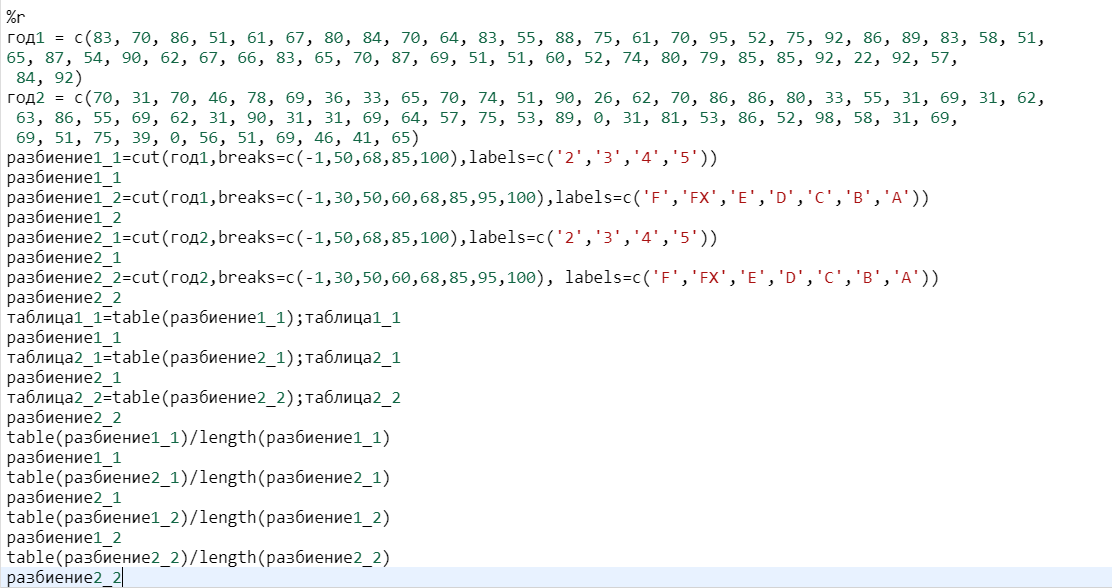 %r
год1 = c(83, 70, 86, 51, 61, 67, 80, 84, 70, 64, 83, 55, 88, 75, 61, 70, 95, 52, 75, 92, 86, 89, 83, 58, 51,
65, 87, 54, 90, 62, 67, 66, 83, 65, 70, 87, 69, 51, 51, 60, 52, 74, 80, 79, 85, 85, 92, 22, 92, 57,
84, 92)
год2 = c(70, 31, 70, 46, 78, 69, 36, 33, 65, 70, 74, 51, 90, 26, 62, 70, 86, 86, 80, 33, 55, 31, 69, 31, 62,
63, 86, 55, 69, 62, 31, 90, 31, 31, 69, 64, 57, 75, 53, 89, 0, 31, 81, 53, 86, 52, 98, 58, 31, 69,
69, 51, 75, 39, 0, 56, 51, 69, 46, 41, 65)
разбиение1_1=cut(год1,breaks=c(-1,50,68,85,100),labels=c('2','3','4','5'))
разбиение1_1
разбиение1_2=cut(год1,breaks=c(-1,30,50,60,68,85,95,100),labels=c('F','FX','E','D','C','B','A'))
разбиение1_2
разбиение2_1=cut(год2,breaks=c(-1,50,68,85,100),labels=c('2','3','4','5'))
разбиение2_1
разбиение2_2=cut(год2,breaks=c(-1,30,50,60,68,85,95,100), labels=c('F','FX','E','D','C','B','A'))
разбиение2_2
таблица1_1=table(разбиение1_1);таблица1_1
разбиение1_1
таблица2_1=table(разбиение2_1);таблица2_1
разбиение2_1
таблица2_2=table(разбиение2_2);таблица2_2
разбиение2_2
table(разбиение1_1)/length(разбиение1_1)
разбиение1_1
table(разбиение2_1)/length(разбиение2_1)
разбиение2_1
table(разбиение1_2)/length(разбиение1_2)
разбиение1_2
table(разбиение2_2)/length(разбиение2_2)
разбиение2_2